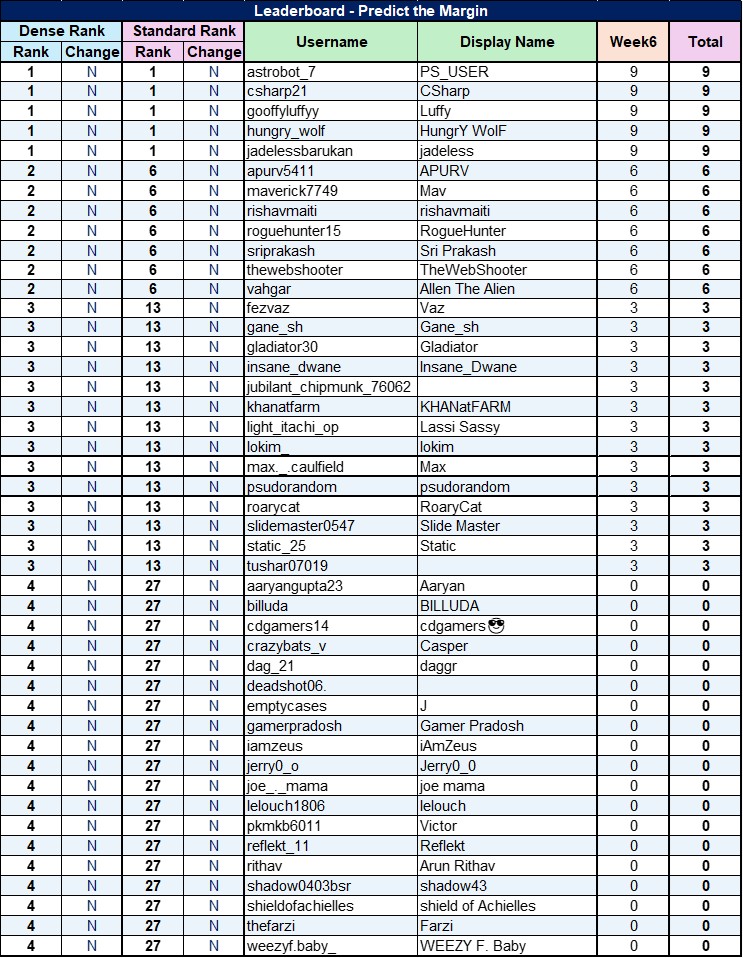 Leaderboard - Predict the Margin
Dense Rank Standard Rank Username Display Name Week6 Total
Rank Change Rank Change
1 N 1 N astrobot_7 PS_USER 9 9
1 N 1 N csharp21 CSharp 9 9
1 N 1 N gooffyluffyy Luffy 9 9
1 N 1 N hungry_wolf HungrY WolF 9 9
1 N 1 N jadelessbarukan jadeless 9 9
2 N 6 N apurv5411 APURV 6 6
2 N 6 N maverick7749 Mav 6 6
2 N 6 N rishavmaiti rishavmaiti 6 6
2 N 6 N roguehunter15 RogueHunter 6 6
2 N 6 N sriprakash Sri Prakash 6 6
2 N 6 N thewebshooter TheWebShooter 6 6
2 N 6 N vahgar Allen The Alien 6 6
3 N 13 N fezvaz Vaz 3 3
3 N 13 N gane_sh Gane_sh 3 3
3 N 13 N gladiator30 Gladiator 3 3
3 N 13 N insane_dwane Insane_Dwane 3 3
3 N 13 N jubilant_chipmunk_76062 3 3
3 N 13 N khanatfarm KHANatFARM 3 3
3 N 13 N light_itachi_op Lassi Sassy 3 3
3 N 13 N lokim_ lokim 3 3
3 N 13 N max._.caulfield Max 3 3
3 N 13 N psudorandom psudorandom 3 3
3 N 13 N roarycat RoaryCat 3 3
3 N 13 N slidemaster0547 Slide Master 3 3
3 N 13 N static_25 Static 3 3
3 N 13 N tushar07019 3 3
4 N 27 N aaryangupta23 Aaryan 0 0
4 N 27 N billuda BILLUDA 0 0
4 N 27 N cdgamers14 cdgamers😎 0 0
4 N 27 N crazybats_v Casper 0 0
4 N 27 N dag_21 daggr 0 0
4 N 27 N deadshot06. 0 0
4 N 27 N emptycases J 0 0
4 N 27 N gamerpradosh Gamer Pradosh 0 0
4 N 27 N iamzeus iAmZeus 0 0
4 N 27 N jerry0_o Jerry0_0 0 0
4 N 27 N joe_._mama joe mama 0 0
4 N 27 N lelouch1806 lelouch 0 0
4 N 27 N pkmkb6011 Victor 0 0
4 N 27 N reflekt_11 Reflekt 0 0
4 N 27 N rithav Arun Rithav 0 0
4 N 27 N shadow0403bsr shadow43 0 0
4 N 27 N shieldofachielles shield of Achielles 0 0
4 N 27 N thefarzi Farzi 0 0
4 N 27 N weezyf.baby_ WEEZY F. Baby 0 0